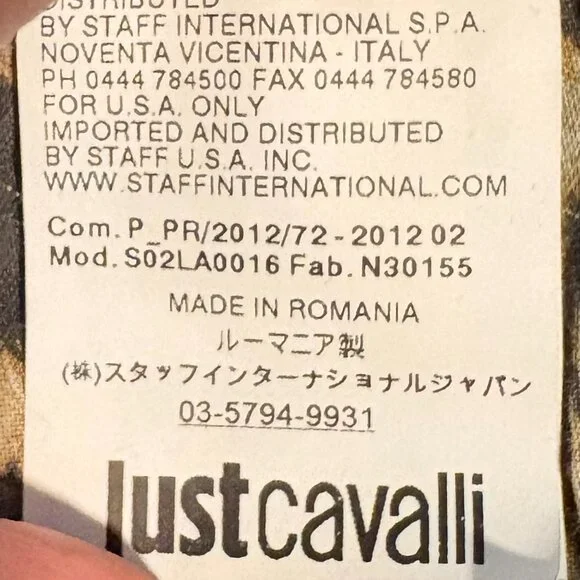 DISTRIBUTED
BY STAFF INTERNATIONAL S.P.A.
NOVENTA VICENTINA - ITALY
PH 0444 784500 FAX 0444 784580
FOR U.S.A. ONLY
IMPORTED AND DISTRIBUTED
BY STAFF U.S.A. INC.
WWW.STAFFINTERNATIONAL.COM
Com. P_PR/2012/72 - 2012 02
Mod. S02LA0016 Fab. N30155
MADE IN ROMANIA
ルーマニア製
(株)スタッフインターナショナルジャパン
03-5794-9931
Just cavalli